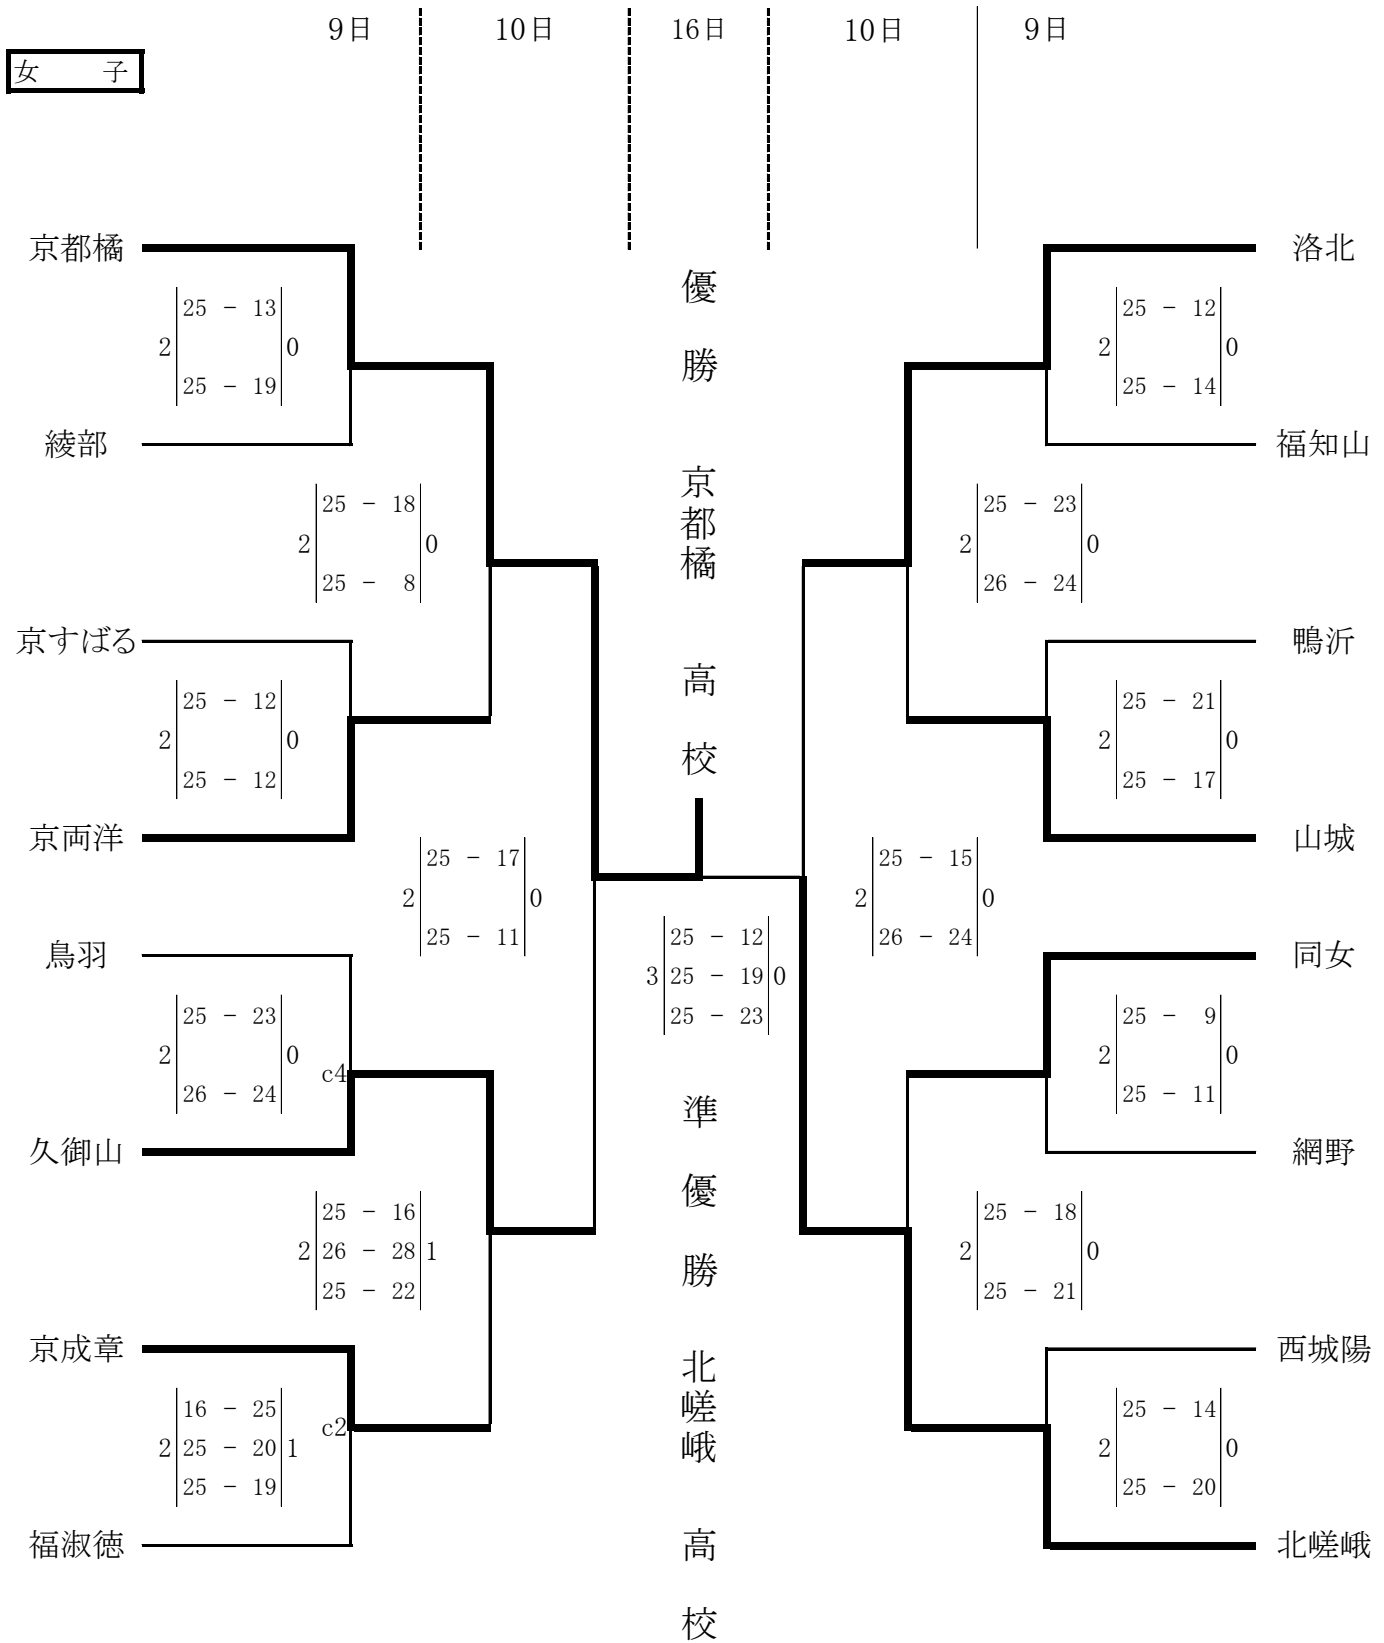 9日 10日 16日 10日 9日
女 子
京都橘
綾部
京すばる
京両洋
鳥羽
久御山
京成章
福淑徳
2 25 - 13 0
25 - 19
2 25 - 12 0
25 - 12
2 25 - 23 0
26 - 24
c4
2 16 - 25 1
25 - 20
25 - 19
c2
2 25 - 18 0
25 - 8
2 25 - 16 1
26 - 28
25 - 22
2 25 - 17 0
25 - 11
優勝 京都橘 高校
3 25 - 12 0
25 - 19
25 - 23
準優勝 北嵯峨 高校
2 25 - 15 0
26 - 24
2 25 - 23 0
26 - 24
2 25 - 18 0
25 - 21
2 25 - 12 0
25 - 14
2 25 - 21 0
25 - 17
2 25 - 9 0
25 - 11
2 25 - 14 0
25 - 20
洛北
福知山
鴨沂
山城
同女
網野
西城陽
北嵯峨